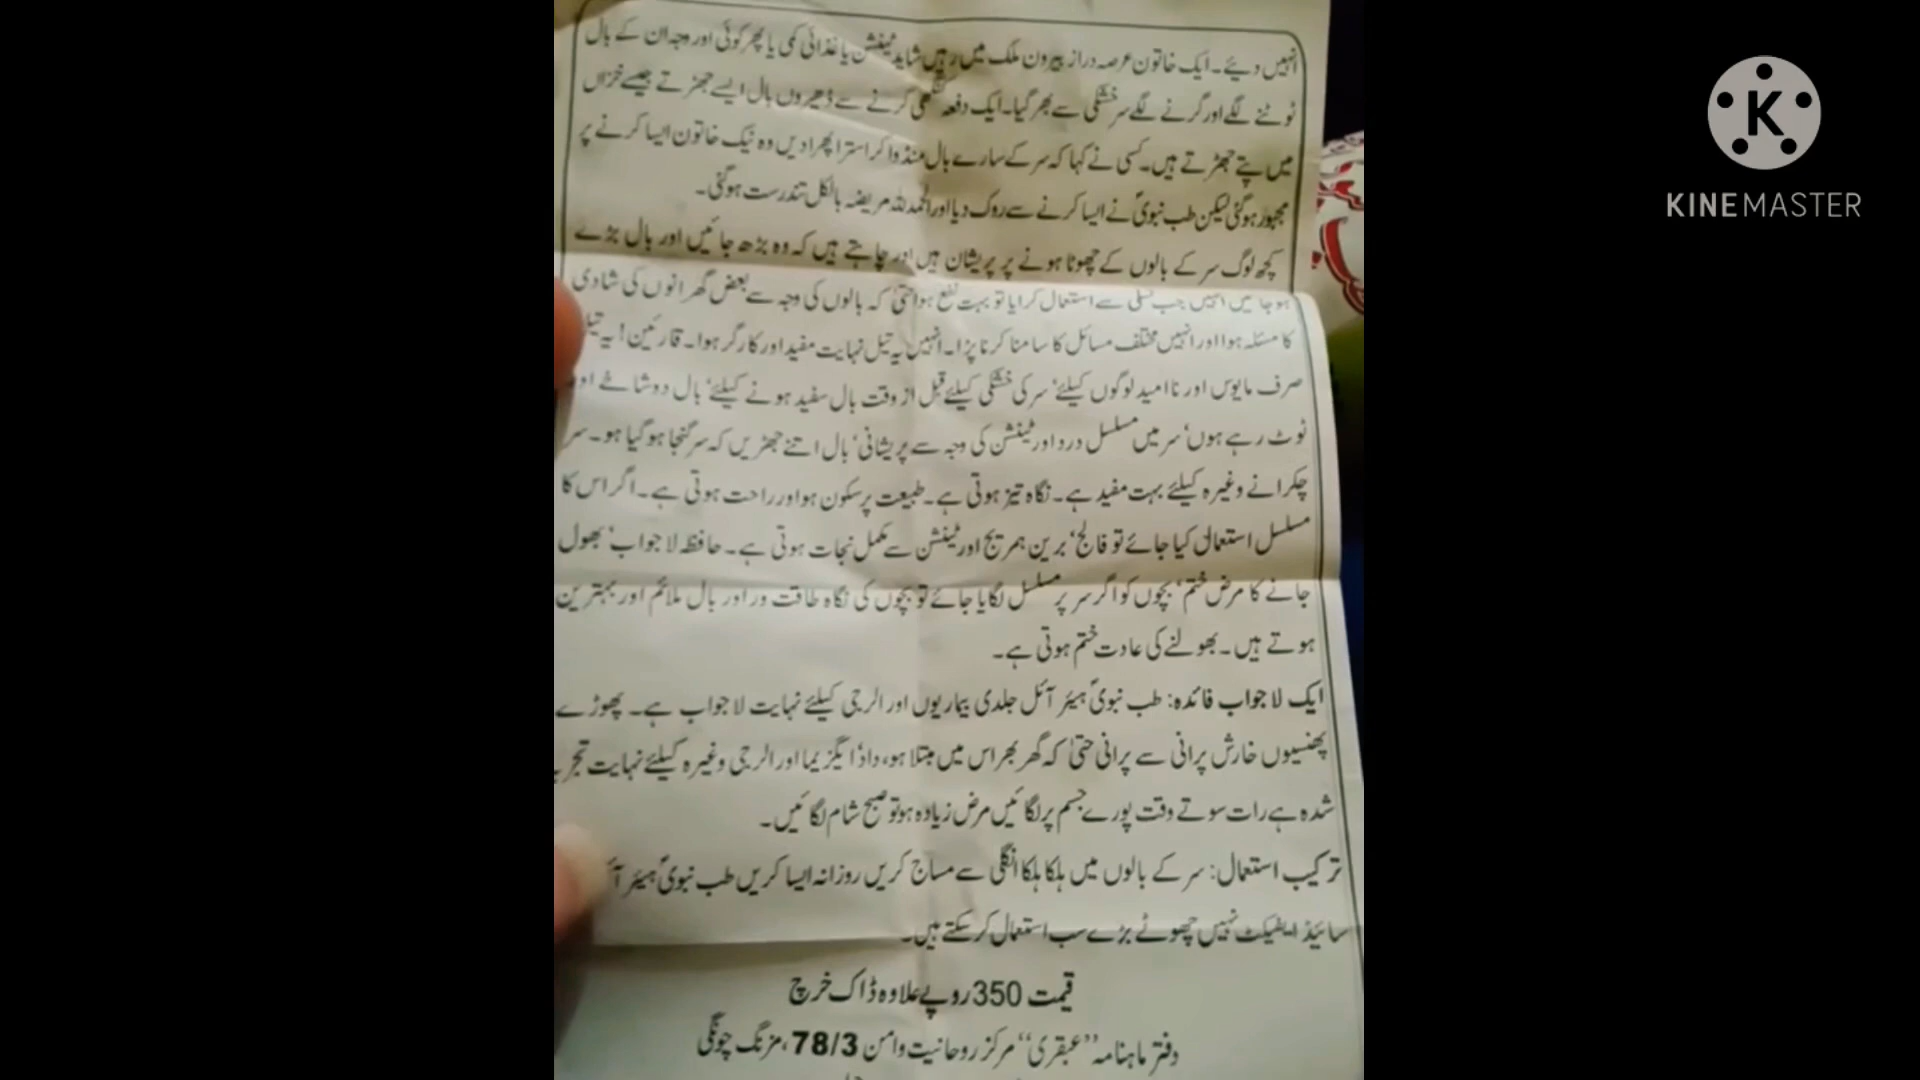 انہیں دیئے۔ ایک خاتون عرصہ دراز بیرون ملک میں رہیں شاید ٹینشن یا غذائی کمی یا پھر کوئی اور وجہ ان کے بال
ٹوٹنے لگے اور گرنے لگے سر خشکی سے بھر گیا۔ ایک دفعہ کنگھی کرنے سے ڈھیروں بال ایسے جھڑتے جیسے خزاں
میں پتے جھڑتے ہیں۔ کسی نے کہا کہ سر کے سارے بال منڈوا کر استرا پھرا دیں وہ نیک خاتون ایسا کرنے پر
مجبور ہوگئی لیکن طب نبویؐ نے ایسا کرنے سے روک دیا اور الحمدللہ مریضہ بالکل تندرست ہوگئی۔
کچھ لوگ سر کے بالوں کے چھوٹا ہونے پر پریشان ہیں اور چاہتے ہیں کہ وہ بڑھ جائیں اور بال بڑے
ہوجائیں انہیں جب تسلی سے استعمال کرایا تو بہت نفع ہوا حتیٰ کہ بالوں کی وجہ سے بعض گھرانوں کی شادی
کا مسئلہ ہوا اور انہیں مختلف مسائل کا سامنا کرنا پڑا۔ انہیں یہ تیل نہایت مفید اور کارگر ہوا۔ قارئین! یہ تیل
صرف مایوس اور ناامید لوگوں کیلئے‘ سر کی خشکی کیلئے قبل از وقت بال سفید ہونے کیلئے‘ بال دوشاخے اور
ٹوٹ رہے ہوں‘ سر میں مسلسل درد اور ٹینشن کی وجہ سے پریشانی‘ بال اتنے جھڑیں کہ سر گنجا ہوگیا ہو۔ سر
چکرانے وغیرہ کیلئے بہت مفید ہے۔ نگاہ تیز ہوتی ہے۔ طبیعت پرسکون ہو اور راحت ہوتی ہے۔ اگر اس کا
مسلسل استعمال کیا جائے تو فالج‘ برین ہمریج اور ٹینشن سے مکمل نجات ہوتی ہے۔ حافظہ لاجواب‘ بھول
جانے کا مرض ختم‘ بچوں کو اگر سر پر مسلسل لگایا جائے تو بچوں کی نگاہ طاقت ور اور بال ملائم اور بہترین
ہوتے ہیں۔ بھولنے کی عادت ختم ہوتی ہے۔
ایک لاجواب فائدہ: طب نبویؐ ہیئر آئل جلدی بیماریوں اور الرجی کیلئے نہایت لاجواب ہے۔ پھوڑے
پھنسیوں خارش پرانی سے پرانی حتیٰ کہ گھر بھر اس میں مبتلا ہو، داد‘ ایگزیما اور الرجی وغیرہ کیلئے نہایت تجربہ
شدہ ہے رات سوتے وقت پورے جسم پر لگائیں مرض زیادہ ہو تو صبح شام لگائیں۔
ترکیب استعمال: سر کے بالوں میں ہلکا ہلکا انگلی سے مساج کریں روزانہ ایسا کریں طب نبویؐ ہیئر
سائیڈ ایفیکٹ نہیں چھوٹے بڑے سب استعمال کرسکتے ہیں۔
قیمت 350 روپے علاوہ ڈاک خرچ
دفتر ماہنامہ ’’عبقری‘‘ مرکز روحانیت وامن 78/3، مزنگ چونگی
KINEMASTER